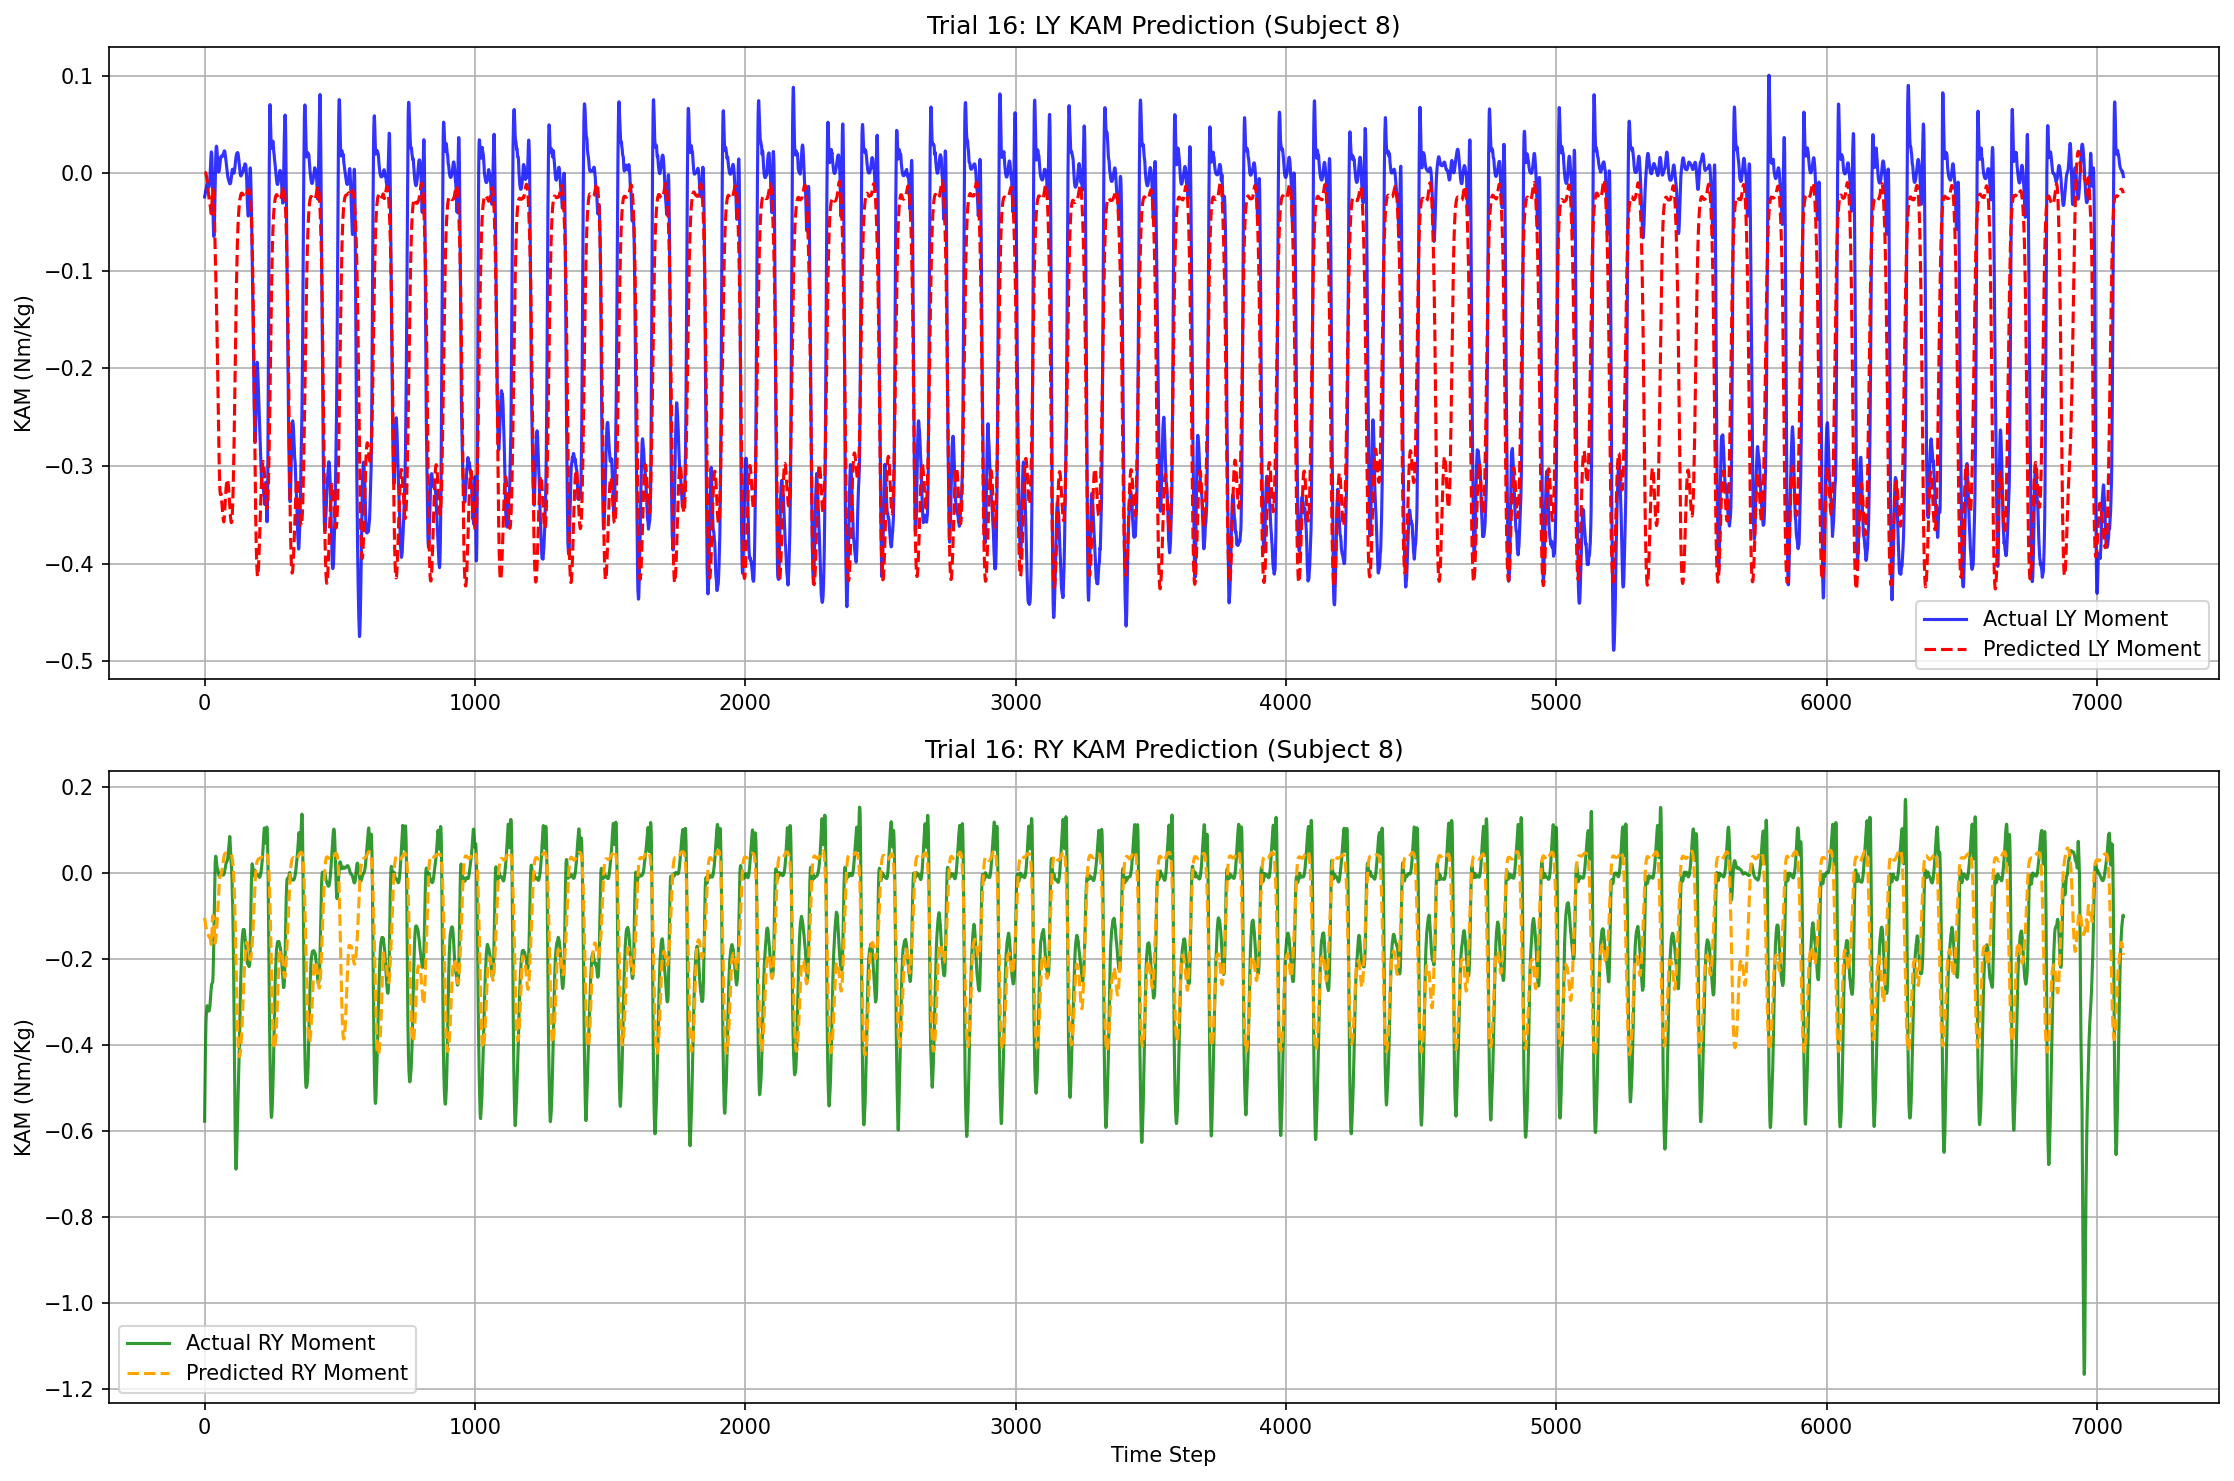 Trial 16: LY KAM Prediction (Subject 8)
KAM (Nm/Kg)
0.1
0.0
−0.1
−0.2
−0.3
−0.4
−0.5
0 1000 2000 3000 4000 5000 6000 7000
Actual LY Moment
Predicted LY Moment
Trial 16: RY KAM Prediction (Subject 8)
KAM (Nm/Kg)
0.2
0.0
−0.2
−0.4
−0.6
−0.8
−1.0
−1.2
Actual RY Moment
Predicted RY Moment
0 1000 2000 3000 4000 5000 6000 7000
Time Step